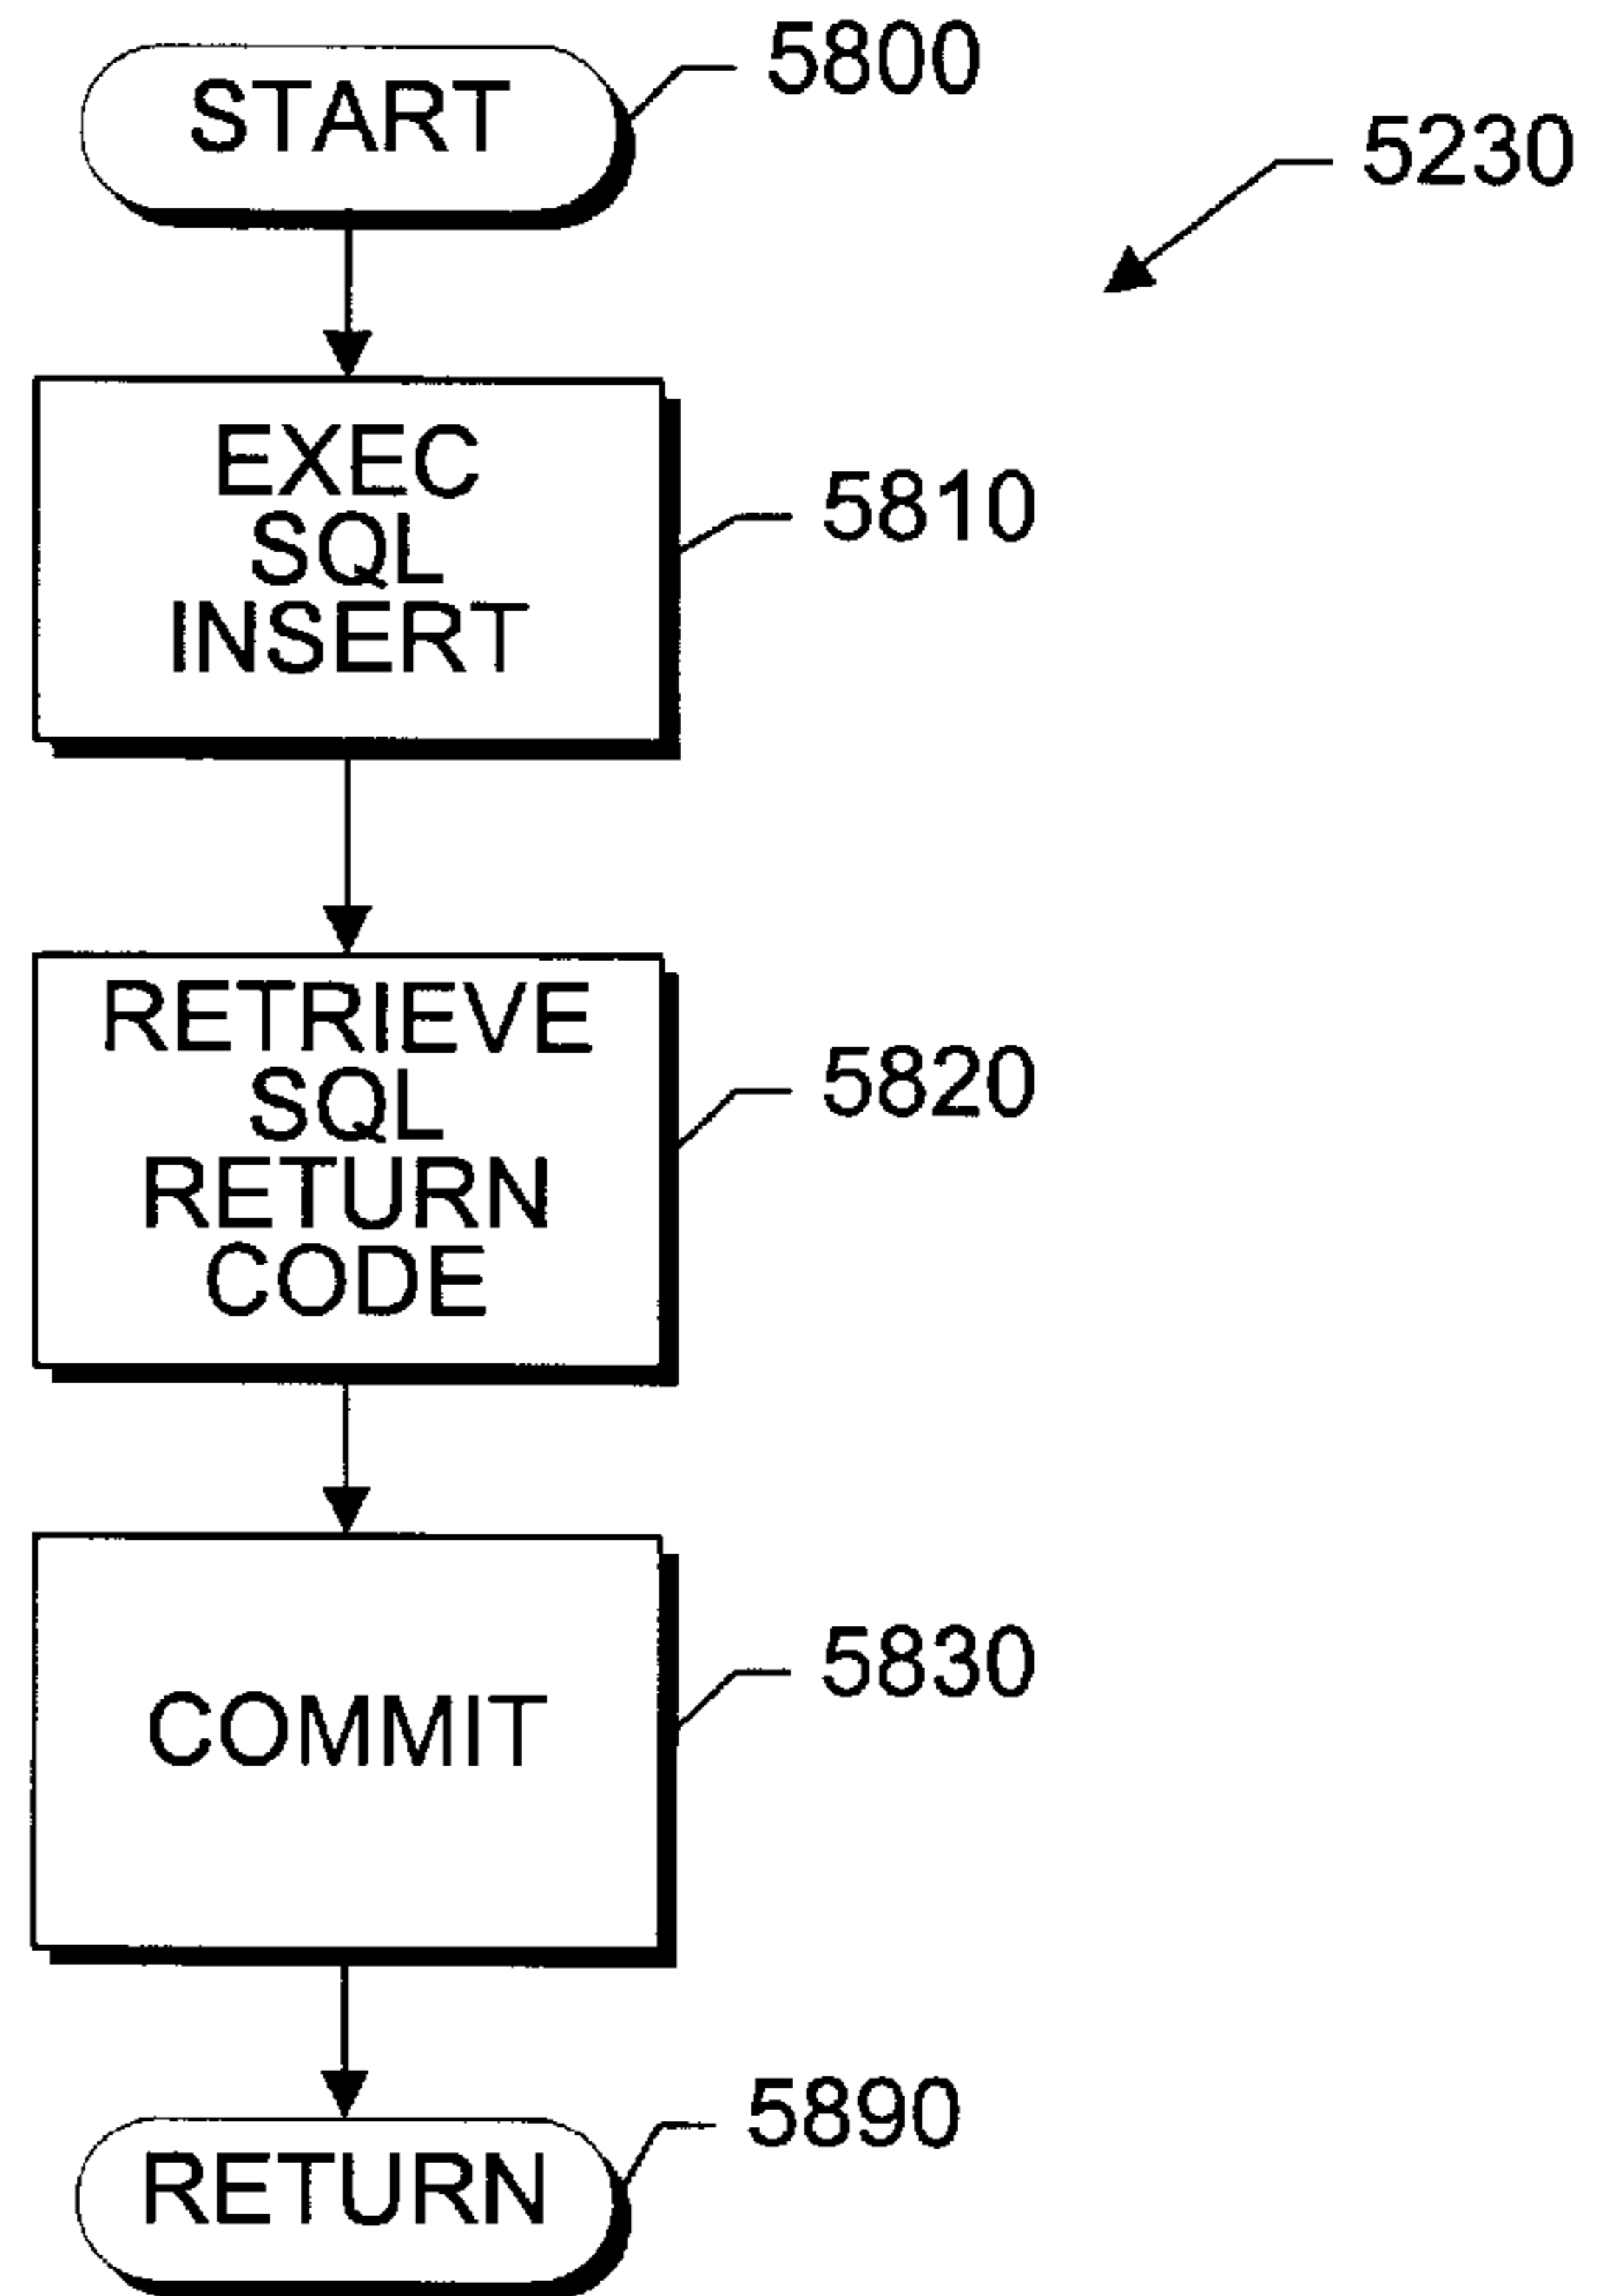 START
5800
5230
EXEC
SQL
INSERT
5810
RETRIEVE
SQL
RETURN
CODE
5820
COMMIT
5830
RETURN
5890